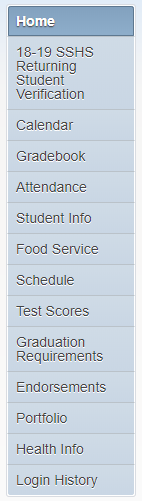 Home
18-19 SSHS
Returning
Student
Verification
Calendar
Gradebook
Attendance
Student Info
Food Service
Schedule
Test Scores
Graduation
Requirements
Endorsements
Portfolio
Health Info
Login History